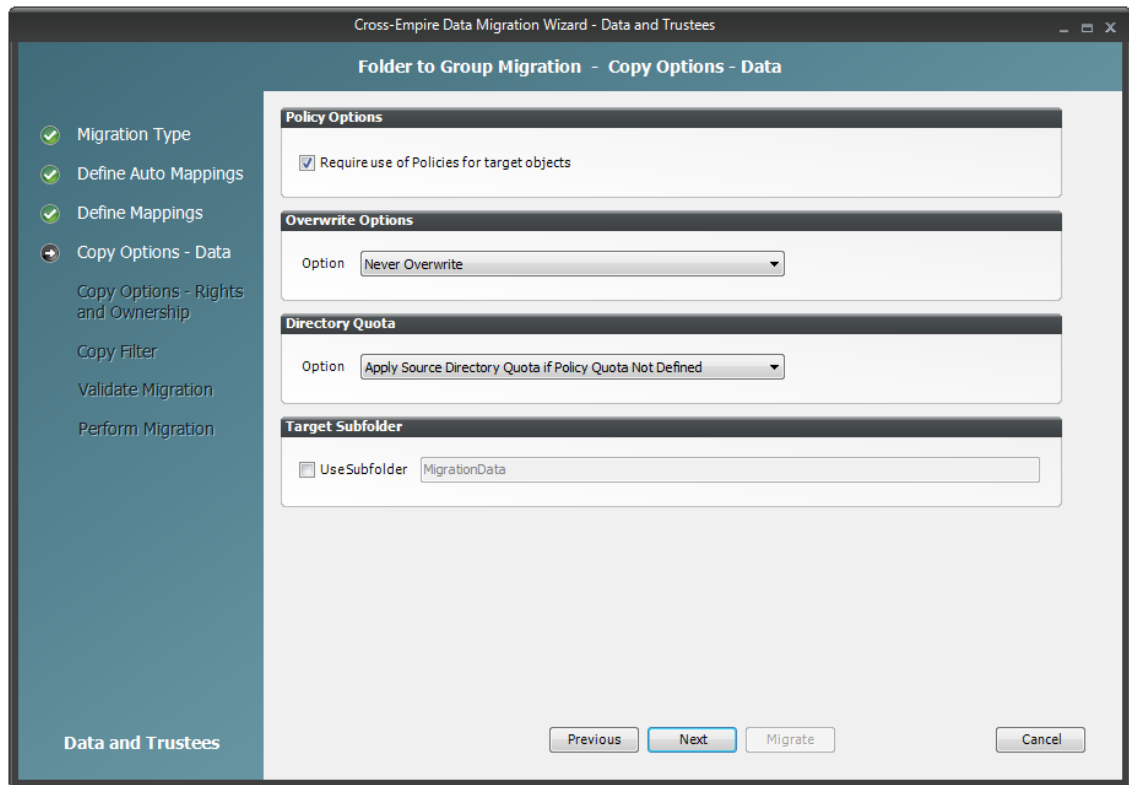 Cross-Empire Data Migration Wizard - Data and Trustees
Folder to Group Migration - Copy Options - Data
Migration Type
Define Auto Mappings
Define Mappings
Copy Options - Data
Copy Options - Rights
and Ownership
Copy Filter
Validate Migration
Perform Migration
Data and Trustees
Policy Options
Require use of Policies for target objects
Overwrite Options
Option Never Overwrite
Directory Quota
Option Apply Source Directory Quota if Policy Quota Not Defined
Target Subfolder
UseSubfolder MigrationData
Previous Next Migrate Cancel